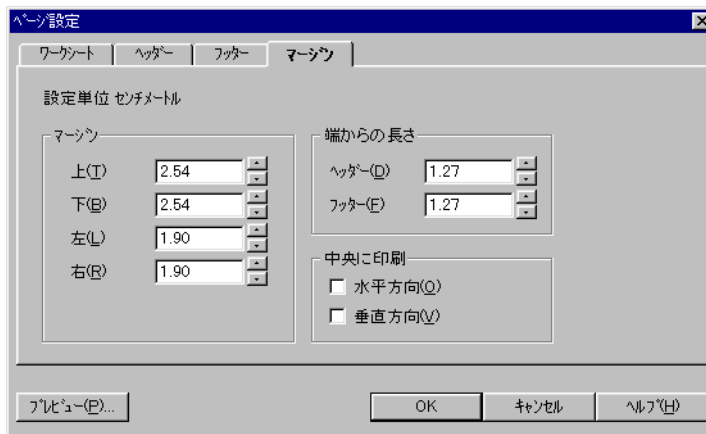 ページ設定
ワークシート ヘッダー フッター マージン
設定単位 センチメートル
マージン
上(T) 2.54
下(B) 2.54
左(L) 1.90
右(R) 1.90
端からの長さ
ヘッダー(D) 1.27
フッター(F) 1.27
中央に印刷
水平方向(O)
垂直方向(V)
プレビュー(P)... OK キャンセル ヘルプ(H)